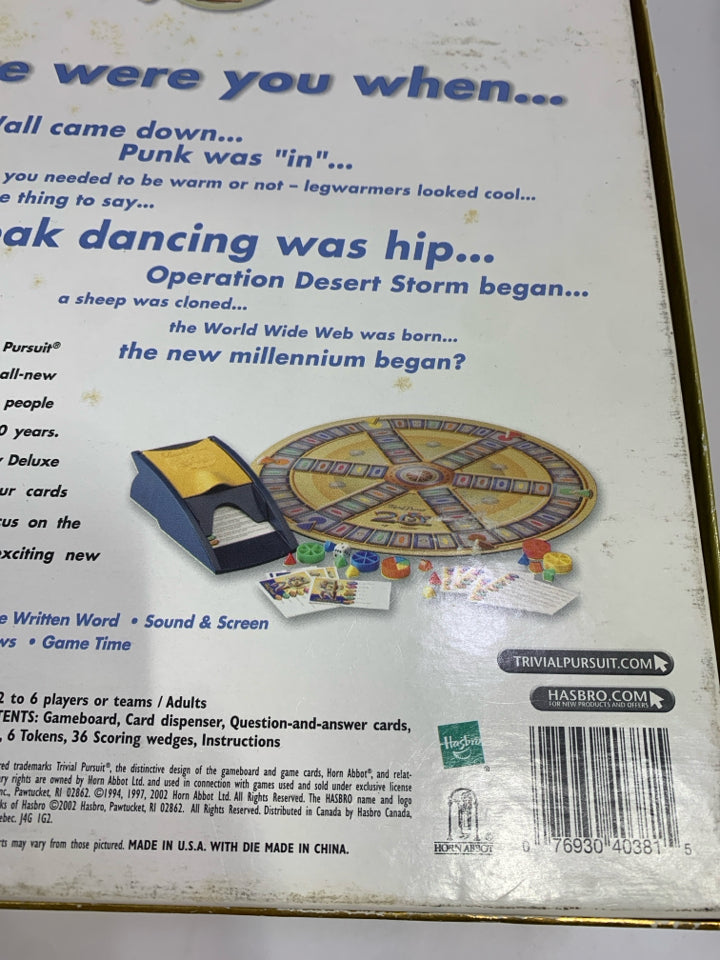 e were you when...
Wall came down...
Punk was "in"...
you needed to be warm or not – legwarmers looked cool...
e thing to say...
ak dancing was hip...
Operation Desert Storm began...
a sheep was cloned...
the World Wide Web was born...
Pursuit®
the new millennium began?
all-new
people
0 years.
Deluxe
ur cards
cus on the
exciting new
e Written Word • Sound & Screen
ws • Game Time
TRIVIALPURSUIT.COM
HASBRO.COM
FOR NEW PRODUCTS AND OFFERS
2 to 6 players or teams / Adults
TENTS: Gameboard, Card dispenser, Question-and-answer cards,
, 6 Tokens, 36 Scoring wedges, Instructions
Hasbro
red trademarks Trivial Pursuit®, the distinctive design of the gameboard and game cards, Horn Abbot®, and relat-
ary rights are owned by Horn Abbot Ltd. and used in connection with games used and sold under exclusive license
nc., Pawtucket, RI 02862. ©1994, 1997, 2002 Horn Abbot Ltd. All Rights Reserved. The HASBRO name and logo
ks of Hasbro ©2002 Hasbro, Pawtucket, RI 02862. All Rights Reserved. Distributed in Canada by Hasbro Canada,
ebec. J4G 1G2.
HORN ABBOT
rts may vary from those pictured. MADE IN U.S.A. WITH DIE MADE IN CHINA.
0 76930 40381 5